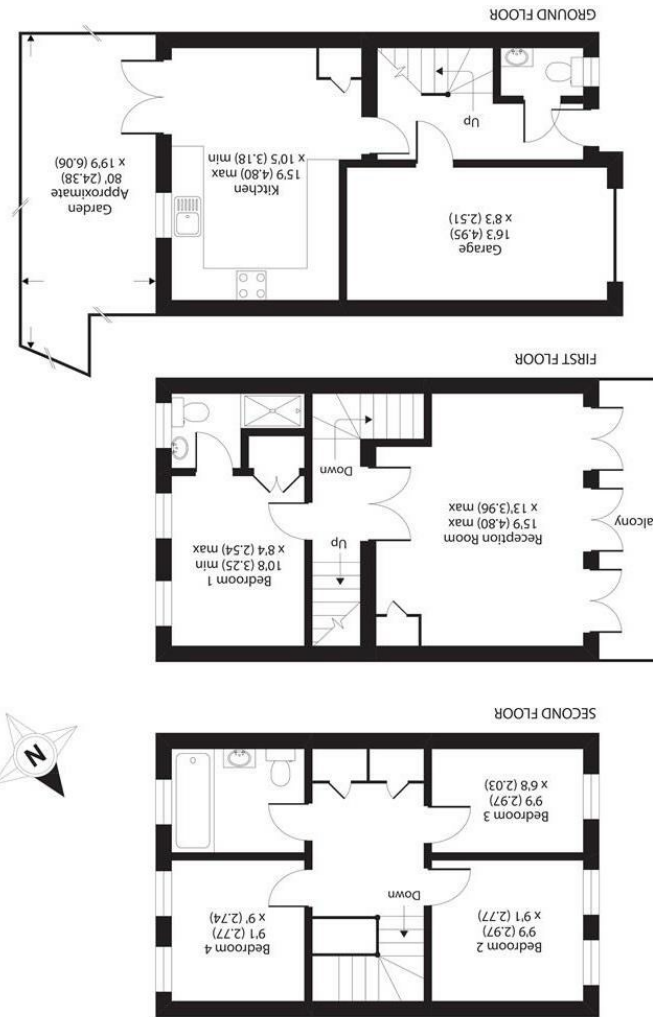 Bedroom 2
9'9 (2.97)
x 9'1 (2.77)
Down
Bedroom 4
9'1 (2.77)
x 9' (2.74)
Bedroom 3
9'9 (2.97)
x 6'8 (2.03)
SECOND FLOOR
N
alcony
Reception Room
15'9 (4.80) max
x 13'(3.96) max
Up
Down
Bedroom 1
10'8 (3.25) min
x 8'4 (2.54) max
FIRST FLOOR
Garage
16'3 (4.95)
x 8'3 (2.51)
Up
Kitchen
15'9 (4.80) max
x 10'5 (3.18) min
Garden
Approximate
80' (24.38)
x 19'9 (6.06)
GROUND FLOOR